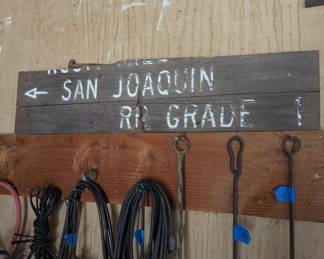 ← SAN JOAQUIN
RR GRADE 1